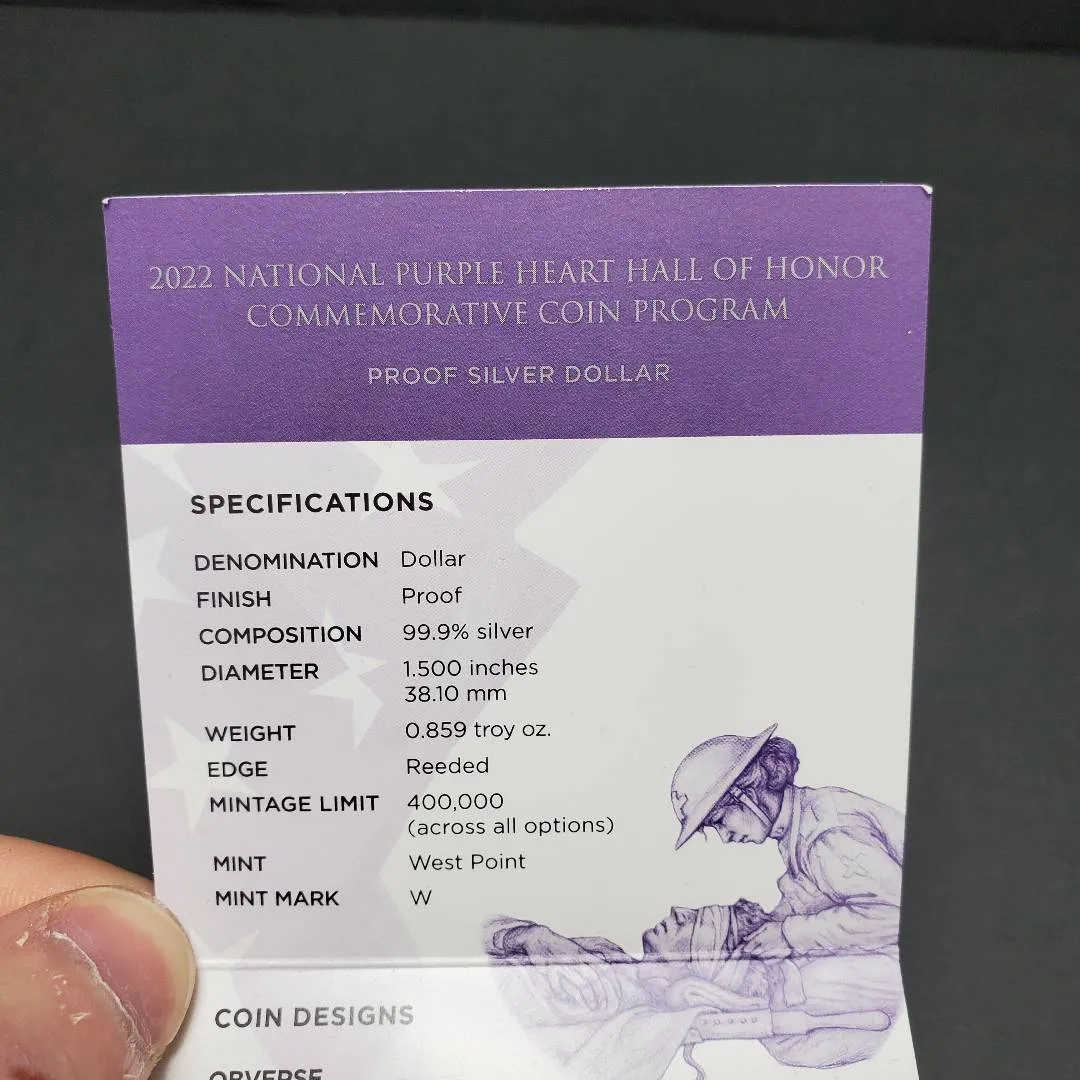 2022 NATIONAL PURPLE HEART HALL OF HONOR
COMMEMORATIVE COIN PROGRAM
PROOF SILVER DOLLAR
SPECIFICATIONS
DENOMINATION Dollar
FINISH Proof
COMPOSITION 99.9% silver
DIAMETER 1.500 inches
38.10 mm
WEIGHT 0.859 troy oz.
EDGE Reeded
MINTAGE LIMIT 400,000
(across all options)
MINT West Point
MINT MARK W
COIN DESIGNS
OBVERSE